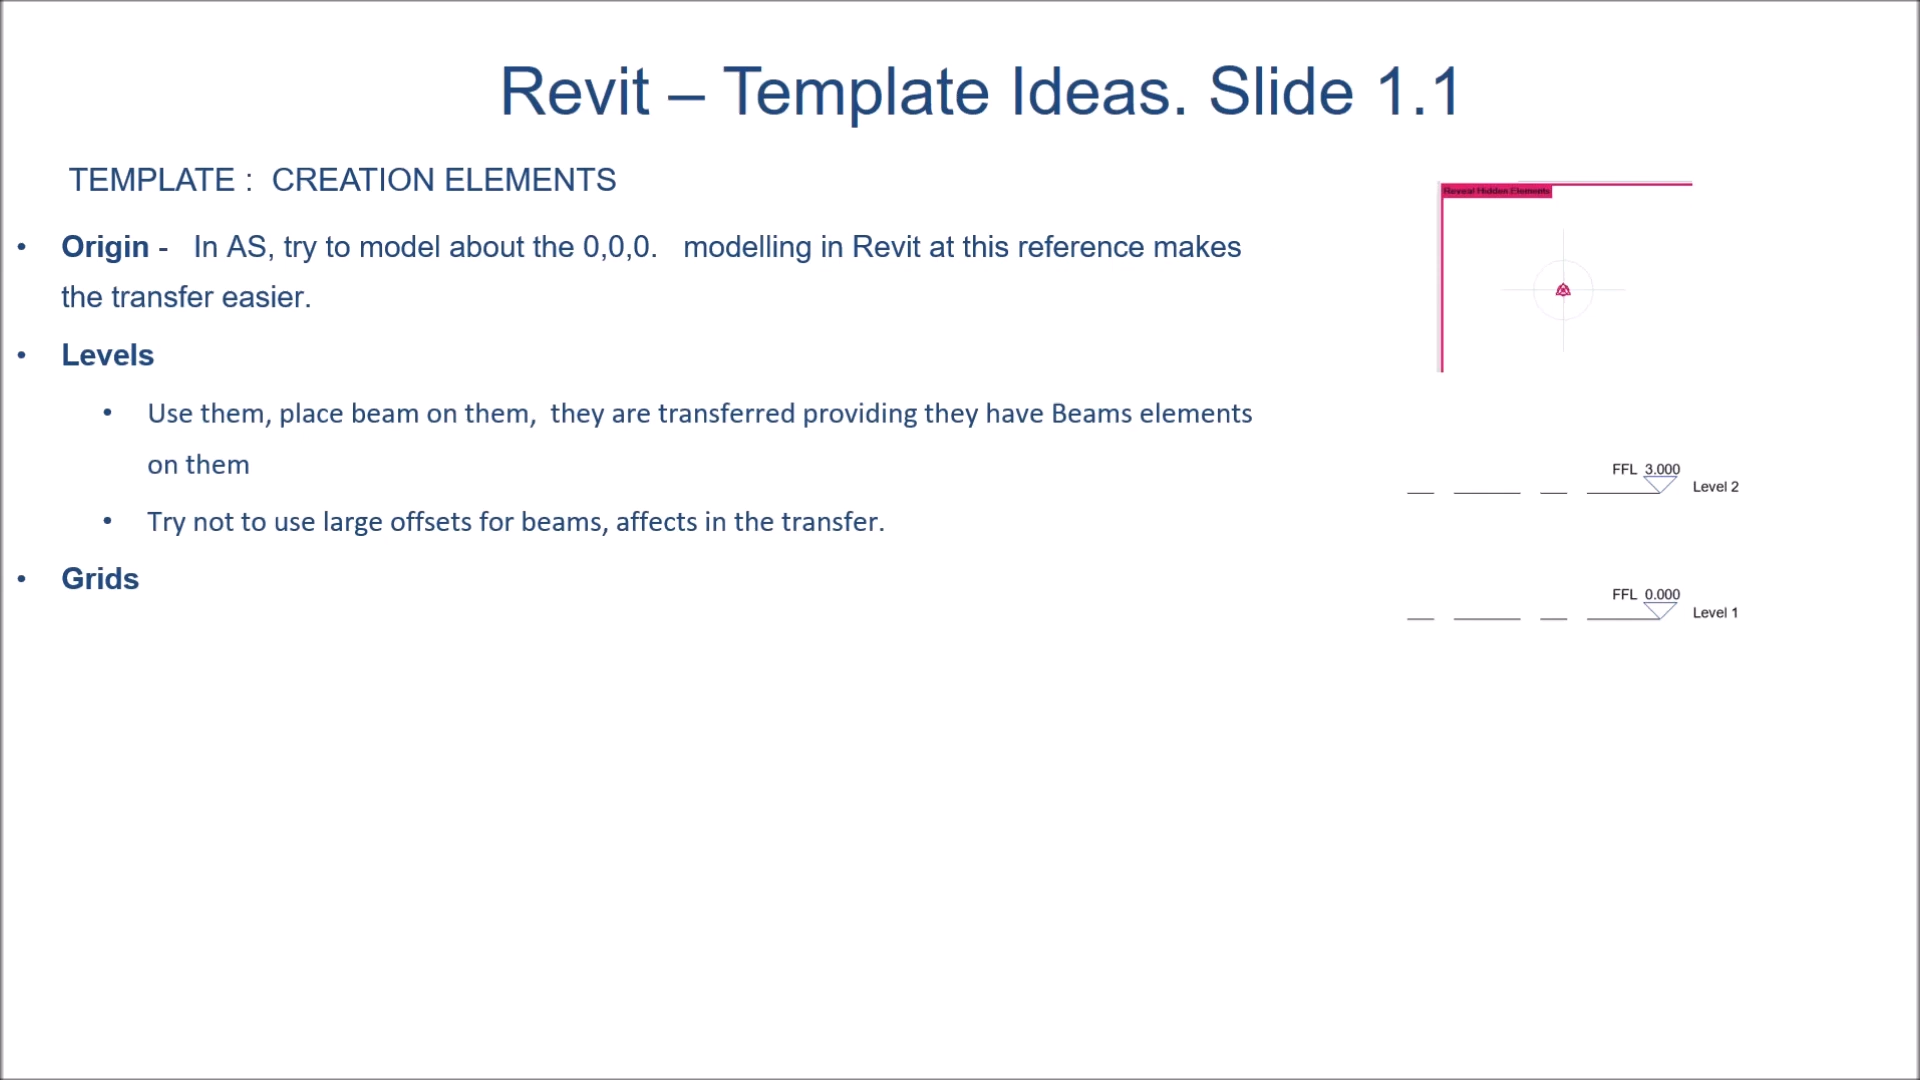 Revit – Template Ideas. Slide 1.1
TEMPLATE : CREATION ELEMENTS
• Origin - In AS, try to model about the 0,0,0. modelling in Revit at this reference makes
the transfer easier.
• Levels
• Use them, place beam on them, they are transferred providing they have Beams elements
on them
• Try not to use large offsets for beams, affects in the transfer.
• Grids
Reveal Hidden Elements
FFL 3.000
Level 2
FFL 0.000
Level 1